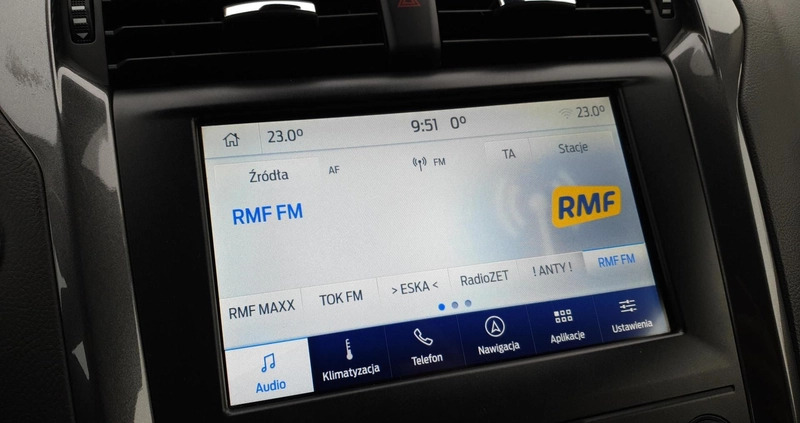 23.0° 9:51 0° 23.0°
Źródła AF FM TA Stacje
RMF FM
RMF
RMF MAXX TOK FM > ESKA < RadioZET ! ANTY ! RMF FM
Audio Klimatyzacja Telefon Nawigacja Aplikacje Ustawienia